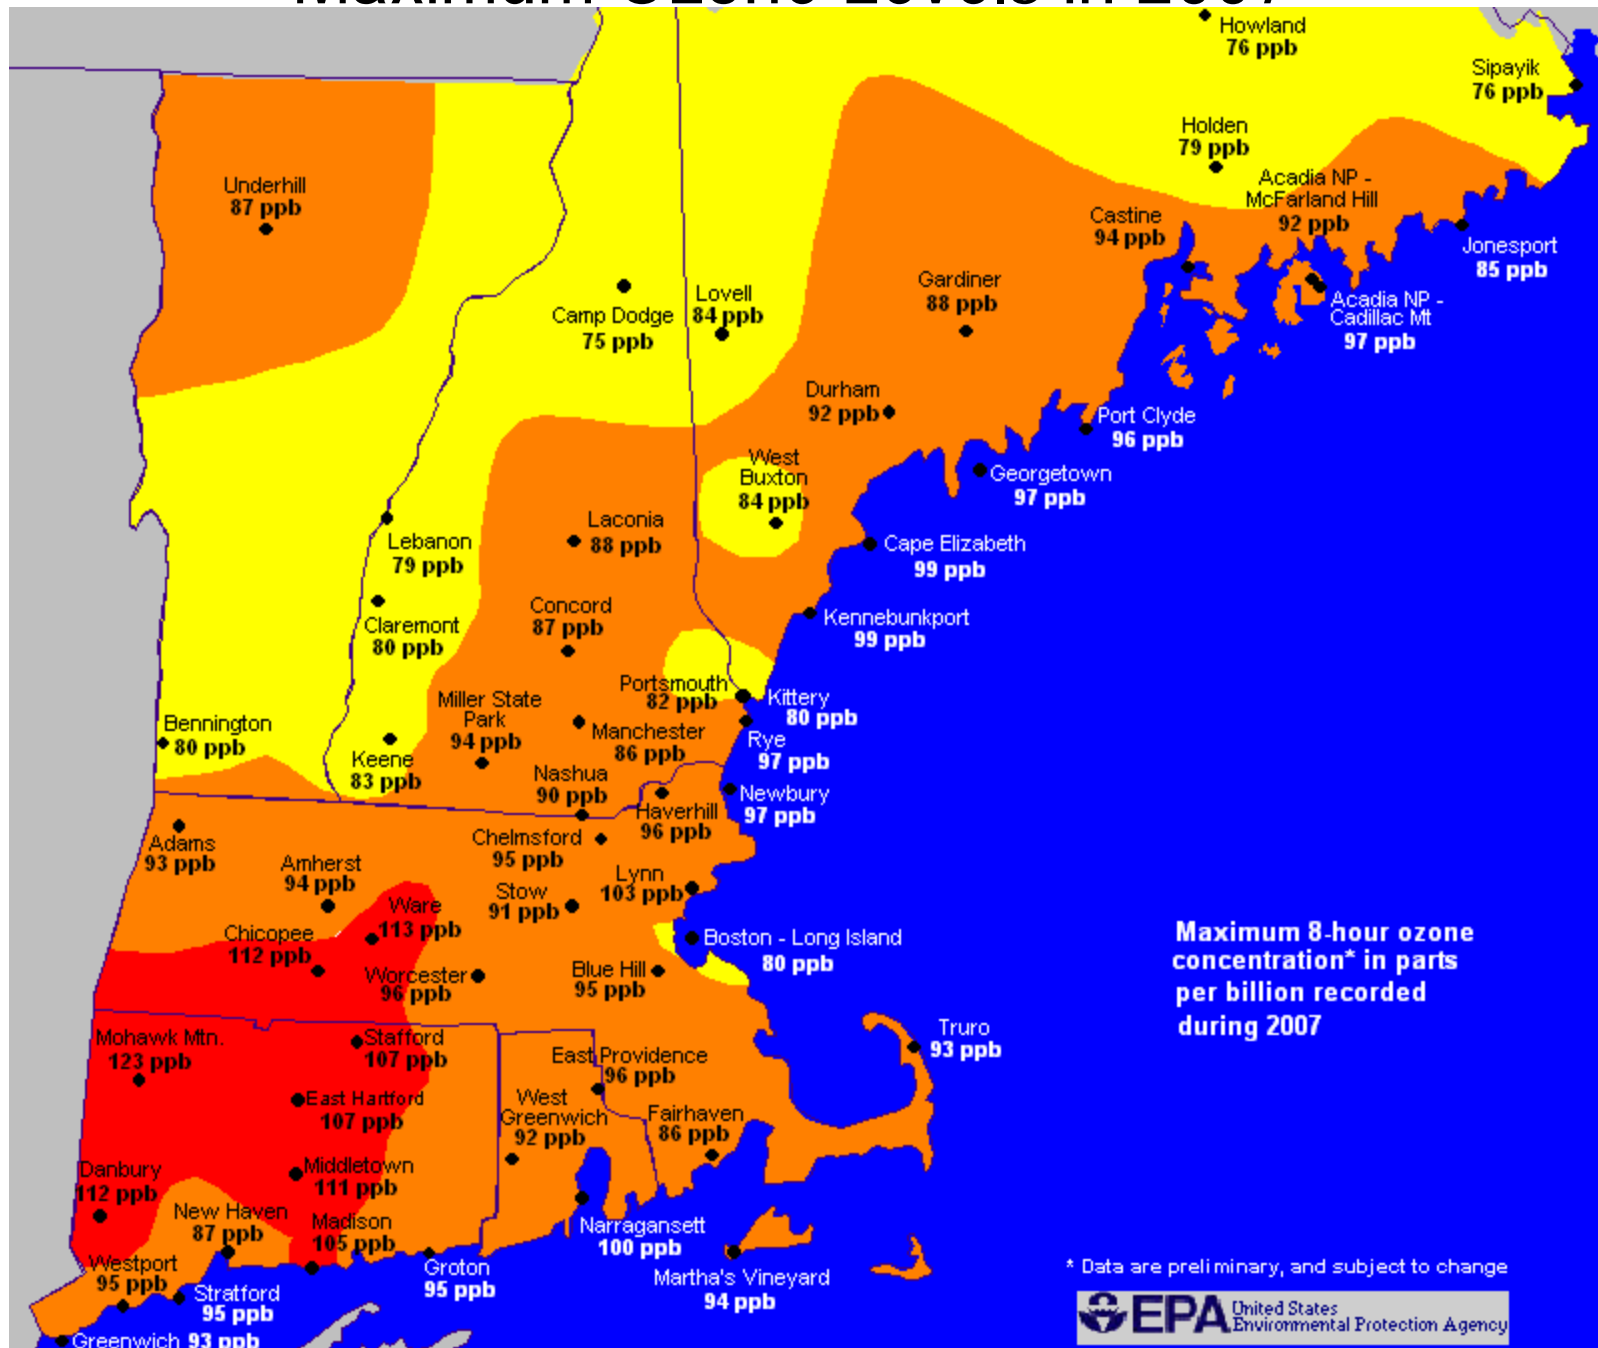 Maximum Ozone Levels in 2007
Howland
76 ppb
Sipayik
76 ppb
Holden
79 ppb
Acadia NP -
McFarland Hill
92 ppb
Underhill
87 ppb
Castine
94 ppb
Jonesport
85 ppb
Gardiner
88 ppb
Lovell
84 ppb
Camp Dodge
75 ppb
Acadia NP -
Cadillac Mt
97 ppb
Durham
92 ppb
Port Clyde
96 ppb
West
Buxton
84 ppb
Georgetown
97 ppb
Laconia
88 ppb
Lebanon
79 ppb
Cape Elizabeth
99 ppb
Concord
87 ppb
Claremont
80 ppb
Kennebunkport
99 ppb
Portsmouth
82 ppb
Kittery
80 ppb
Miller State
Park
94 ppb
Bennington
80 ppb
Manchester
86 ppb
Rye
97 ppb
Keene
83 ppb
Nashua
90 ppb
Newbury
97 ppb
Haverhill
96 ppb
Adams
93 ppb
Chelmsford
95 ppb
Amherst
94 ppb
Lynn
103 ppb
Stow
91 ppb
Ware
113 ppb
Chicopee
112 ppb
Boston - Long Island
80 ppb
Worcester
96 ppb
Blue Hill
95 ppb
Maximum 8-hour ozone
concentration* in parts
per billion recorded
during 2007
Mohawk Mtn.
123 ppb
Stafford
107 ppb
Truro
93 ppb
East Providence
96 ppb
East Hartford
107 ppb
West
Greenwich
92 ppb
Fairhaven
86 ppb
Danbury
112 ppb
Middletown
111 ppb
New Haven
87 ppb
Madison
105 ppb
Narragansett
100 ppb
Westport
95 ppb
Groton
95 ppb
Martha's Vineyard
94 ppb
Stratford
95 ppb
Greenwich 93 ppb
* Data are preliminary, and subject to change
EPA
United States
Environmental Protection Agency